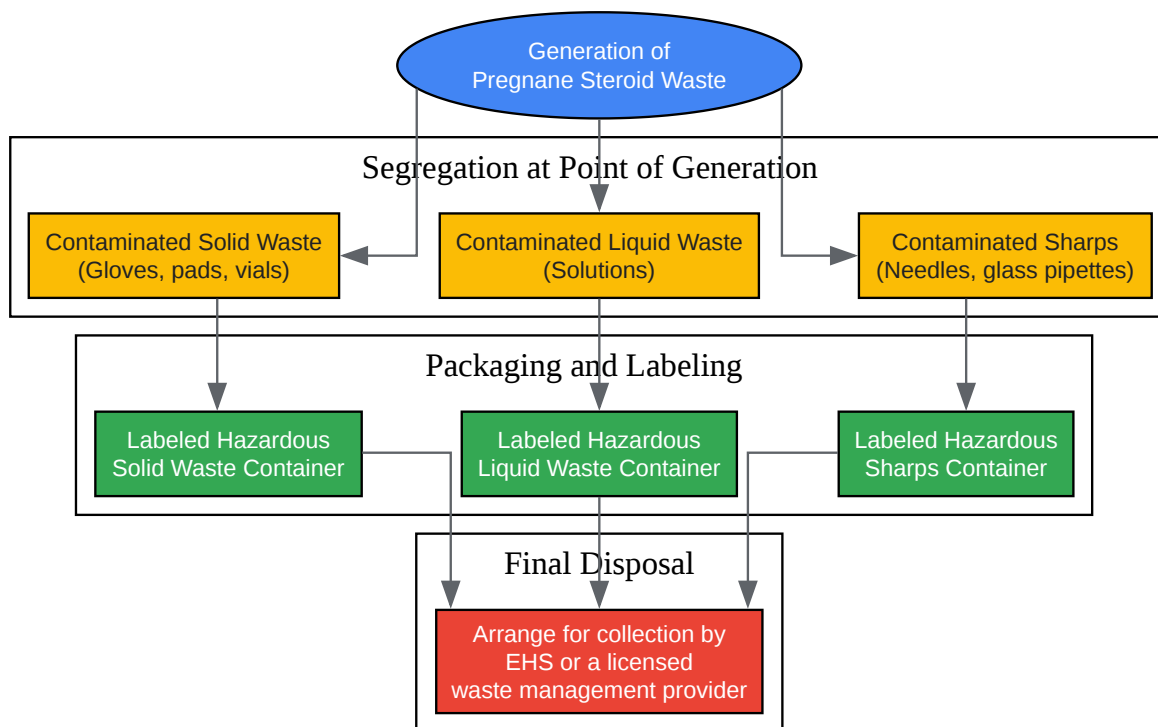 Generation of
Pregnane Steroid Waste
Segregation at Point of Generation
Contaminated Solid Waste
(Gloves, pads, vials)
Contaminated Liquid Waste
(Solutions)
Contaminated Sharps
(Needles, glass pipettes)
Packaging and Labeling
Labeled Hazardous
Solid Waste Container
Labeled Hazardous
Liquid Waste Container
Labeled Hazardous
Sharps Container
Final Disposal
Arrange for collection by
EHS or a licensed
waste management provider